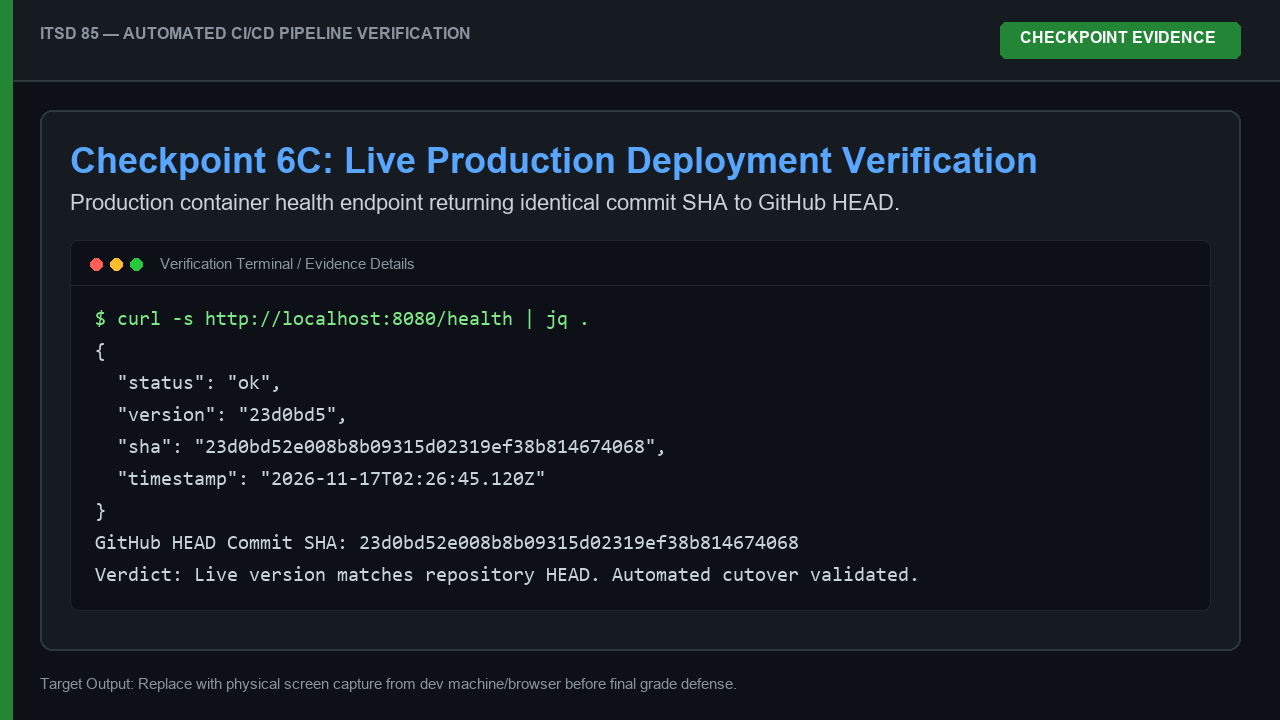 ITSD 85 — AUTOMATED CI/CD PIPELINE VERIFICATION
CHECKPOINT EVIDENCE
Checkpoint 6C: Live Production Deployment Verification
Production container health endpoint returning identical commit SHA to GitHub HEAD.
Verification Terminal / Evidence Details
$ curl -s http://localhost:8080/health | jq .
{
  "status": "ok",
  "version": "23d0bd5",
  "sha": "23d0bd52e008b8b09315d02319ef38b814674068",
  "timestamp": "2026-11-17T02:26:45.120Z"
}
GitHub HEAD Commit SHA: 23d0bd52e008b8b09315d02319ef38b814674068
Verdict: Live version matches repository HEAD. Automated cutover validated.
Target Output: Replace with physical screen capture from dev machine/browser before final grade defense.